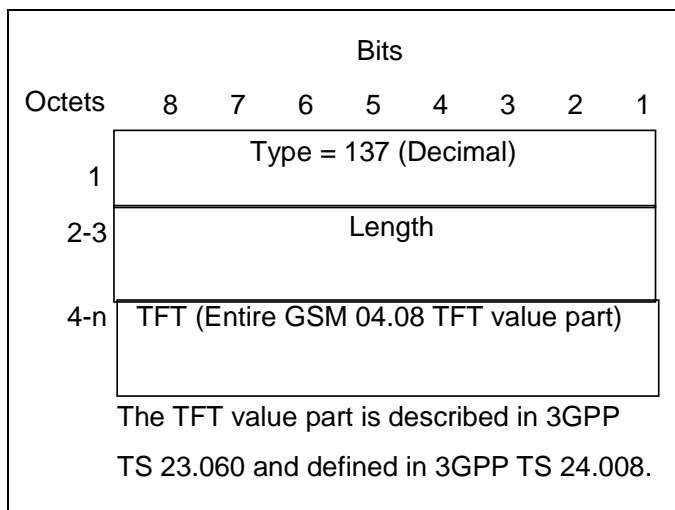 Bits
Octets 8 7 6 5 4 3 2 1
1 Type = 137 (Decimal)
2-3 Length
4-n TFT (Entire GSM 04.08 TFT value part)
The TFT value part is described in 3GPP
TS 23.060 and defined in 3GPP TS 24.008.